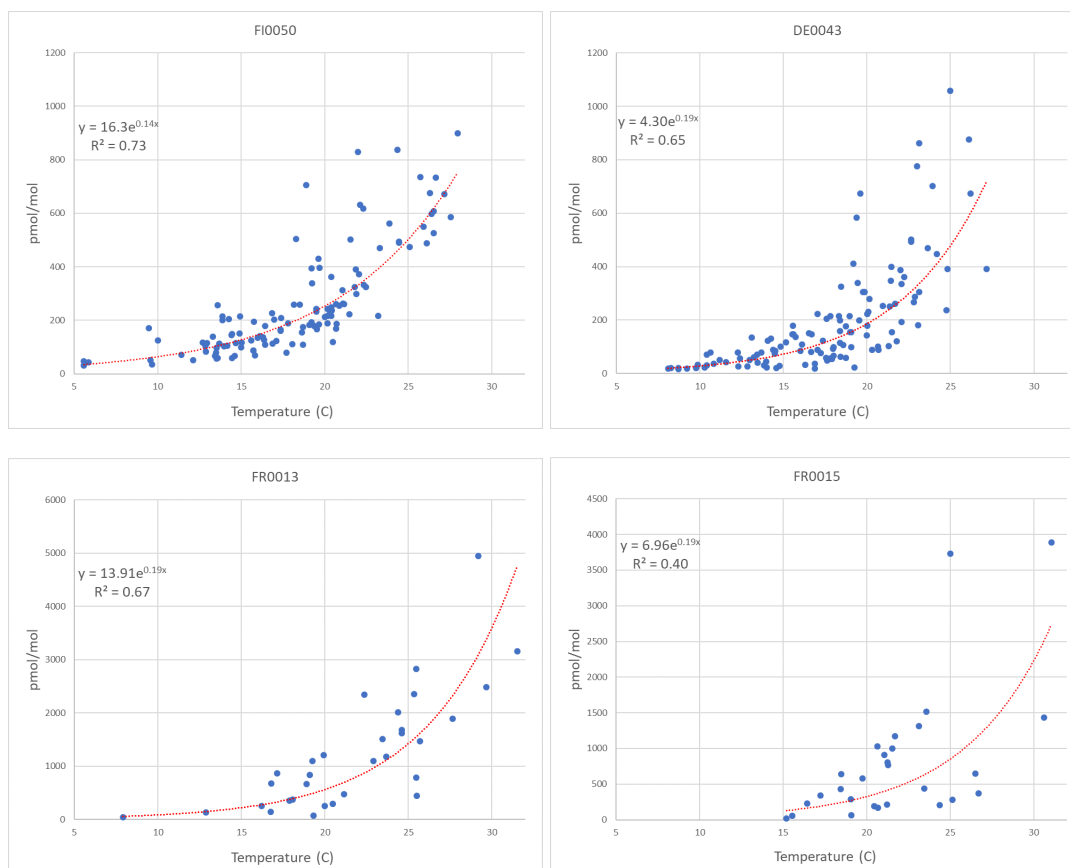 FI0050
1200
1000
800
600
400
200
0
y = 16.3e^0.14x
R² = 0.73
pmol/mol
5
10
15
20
25
30
Temperature (C)
DE0043
1200
1000
800
600
400
200
0
y = 4.30e^0.19x
R² = 0.65
pmol/mol
5
10
15
20
25
30
Temperature (C)
FR0013
6000
5000
4000
3000
2000
1000
0
y = 13.91e^0.19x
R² = 0.67
pmol/mol
5
10
15
20
25
30
Temperature (C)
FR0015
4500
4000
3500
3000
2500
2000
1500
1000
500
0
y = 6.96e^0.19x
R² = 0.40
pmol/mol
5
10
15
20
25
30
Temperature (C)